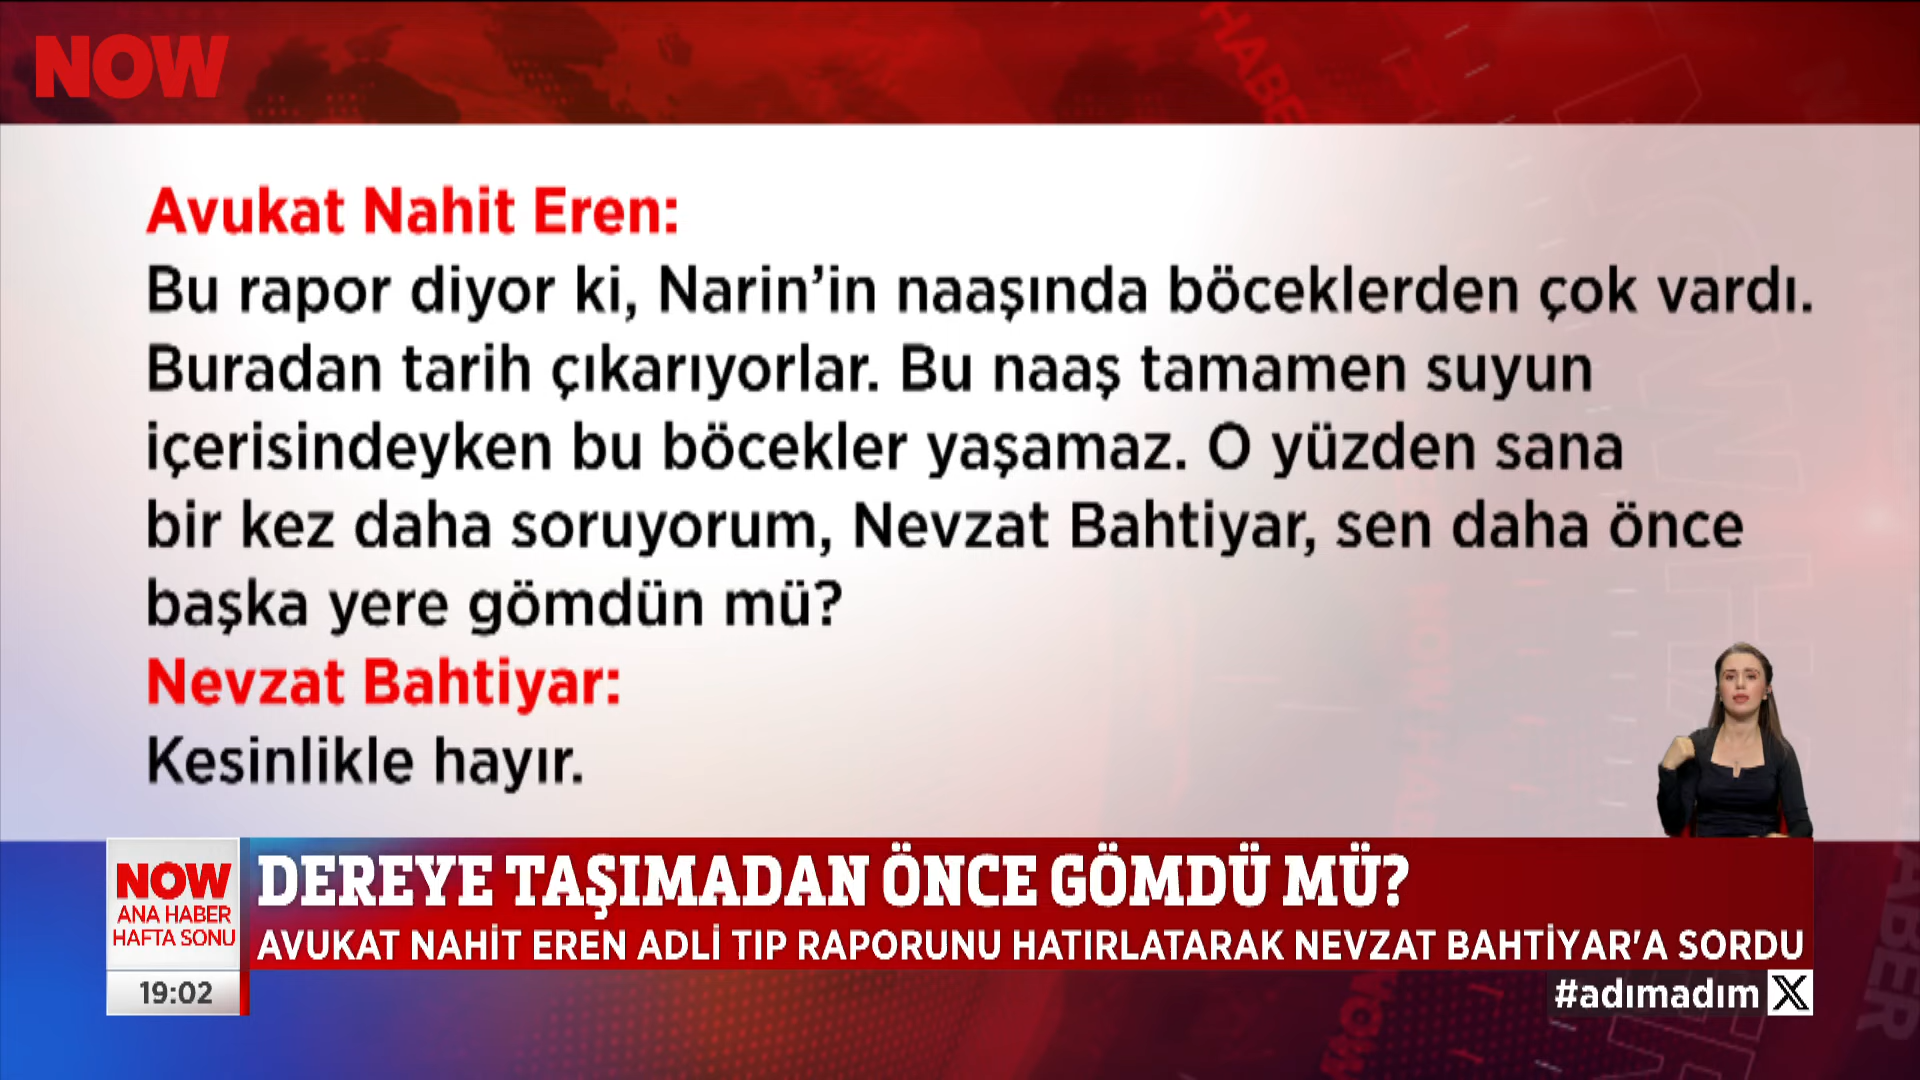 NOW
Avukat Nahit Eren:
Bu rapor diyor ki, Narin’in naaşında böceklerden çok vardı.
Buradan tarih çıkarıyorlar. Bu naaş tamamen suyun
içerisindeyken bu böcekler yaşamaz. O yüzden sana
bir kez daha soruyorum, Nevzat Bahtiyar, sen daha önce
başka yere gömdün mü?
Nevzat Bahtiyar:
Kesinlikle hayır.
NOW
ANA HABER
HAFTA SONU
19:02
DEREYE TAŞIMADAN ÖNCE GÖMDÜ MÜ?
AVUKAT NAHİT EREN ADLİ TIP RAPORUNU HATIRLATARAK NEVZAT BAHTİYAR'A SORDU
#adımadım X
HABER